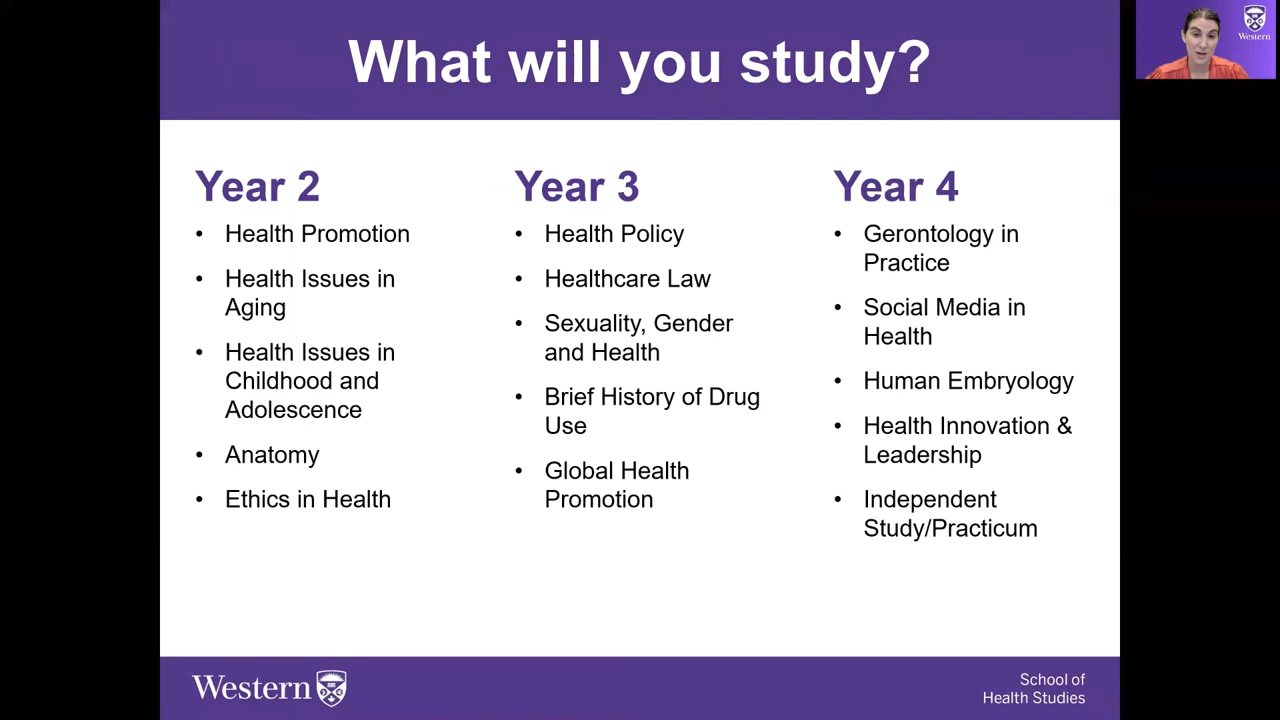 What will you study?
Western
Year 2
Health Promotion
Health Issues in
Aging
Health Issues in
Childhood and
Adolescence
Anatomy
Ethics in Health
Year 3
Health Policy
Healthcare Law
Sexuality, Gender
and Health
Brief History of Drug
Use
Global Health
Promotion
Year 4
Gerontology in
Practice
Social Media in
Health
Human Embryology
Health Innovation &
Leadership
Independent
Study/Practicum
Western
School of
Health Studies